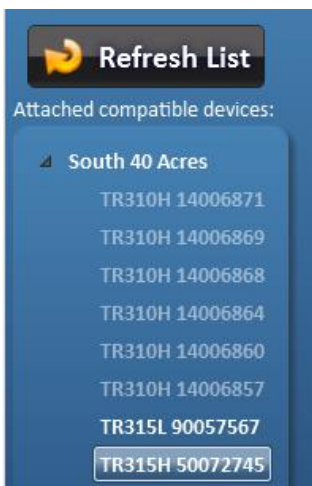 Refresh List
Attached compatible devices:
South 40 Acres
TR310H 14006871
TR310H 14006869
TR310H 14006868
TR310H 14006864
TR310H 14006860
TR310H 14006857
TR315L 90057567
TR315H 50072745